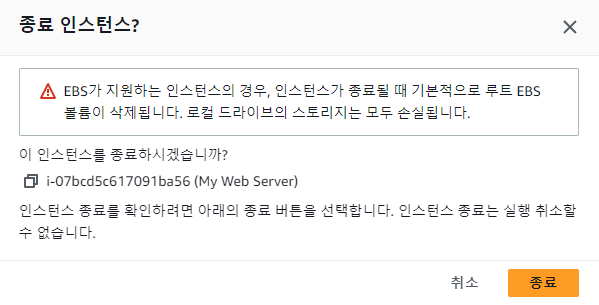 종료 인스턴스?
EBS가 지원하는 인스턴스의 경우, 인스턴스가 종료될 때 기본적으로 루트 EBS
볼륨이 삭제됩니다. 로컬 드라이브의 스토리지는 모두 손실됩니다.
이 인스턴스를 종료하시겠습니까?
i-07bcd5c617091ba56 (My Web Server)
인스턴스 종료를 확인하려면 아래의 종료 버튼을 선택합니다. 인스턴스 종료는 실행 취소할
수 없습니다.
취소
종료